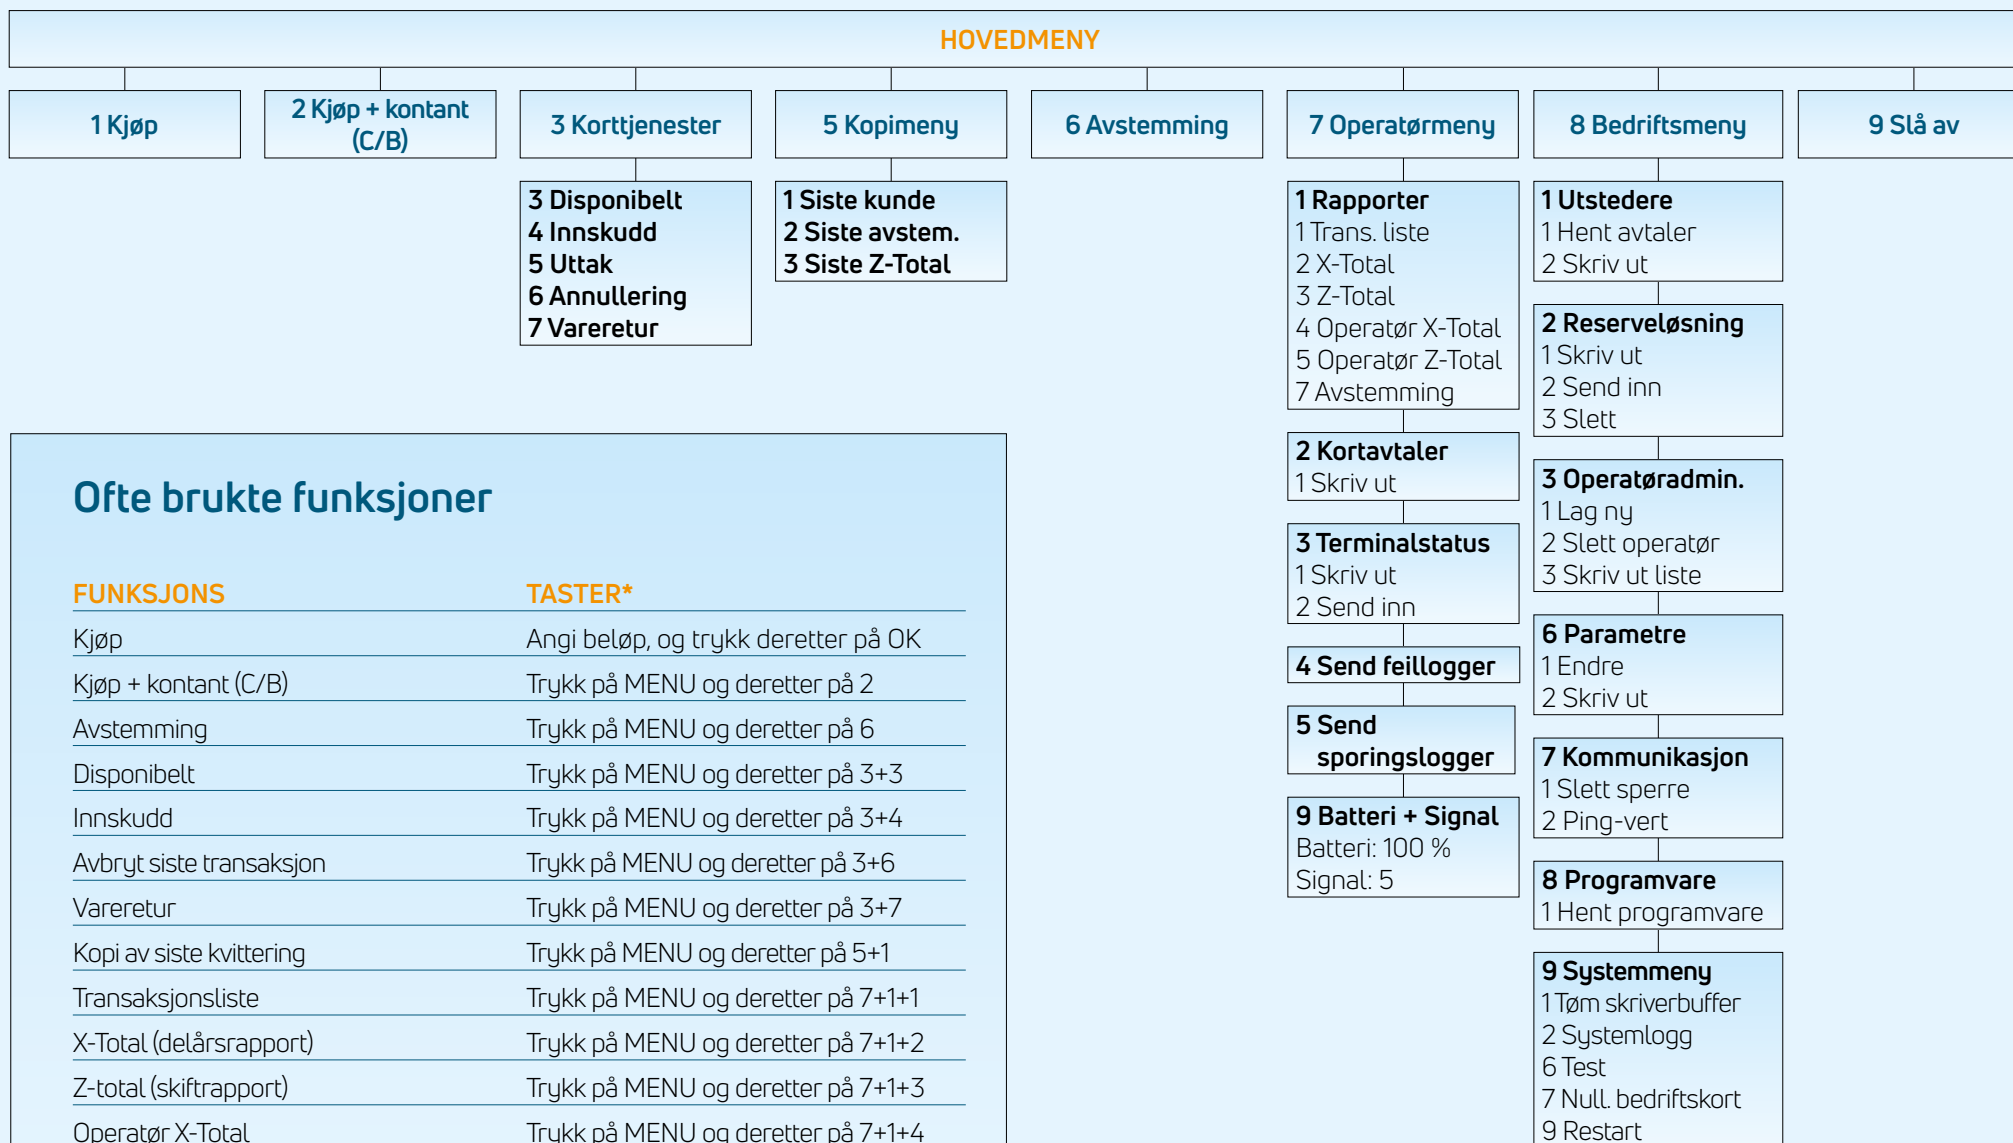 HOVEDMENY
1 Kjøp
2 Kjøp + kontant
(C/B)
3 Korttjenester
5 Kopimeny
6 Avstemming
7 Operatørmeny
8 Bedriftsmeny
9 Slå av
3 Disponibelt
4 Innskudd
5 Uttak
6 Annullering
7 Vareretur
1 Siste kunde
2 Siste avstem.
3 Siste Z-Total
1 Rapporter
1 Trans. liste
2 X-Total
3 Z-Total
4 Operatør X-Total
5 Operatør Z-Total
7 Avstemming
2 Kortavtaler
1 Skriv ut
3 Terminalstatus
1 Skriv ut
2 Send inn
4 Send feillogger
5 Send
sporingslogger
9 Batteri + Signal
Batteri: 100 %
Signal: 5
1 Utstedere
1 Hent avtaler
2 Skriv ut
2 Reserveløsning
1 Skriv ut
2 Send inn
3 Slett
3 Operatøradmin.
1 Lag ny
2 Slett operatør
3 Skriv ut liste
6 Parametre
1 Endre
2 Skriv ut
7 Kommunikasjon
1 Slett sperre
2 Ping-vert
8 Programvare
1 Hent programvare
9 Systemmeny
1 Tøm skriverbuffer
2 Systemlogg
6 Test
7 Null. bedriftskort
9 Restart
Ofte brukte funksjoner
FUNKSJONS TASTER*
Kjøp Angi beløp, og trykk deretter på OK
Kjøp + kontant (C/B) Trykk på MENU og deretter på 2
Avstemming Trykk på MENU og deretter på 6
Disponibelt Trykk på MENU og deretter på 3+3
Innskudd Trykk på MENU og deretter på 3+4
Avbryt siste transaksjon Trykk på MENU og deretter på 3+6
Vareretur Trykk på MENU og deretter på 3+7
Kopi av siste kvittering Trykk på MENU og deretter på 5+1
Transaksjonsliste Trykk på MENU og deretter på 7+1+1
X-Total (delårsrapport) Trykk på MENU og deretter på 7+1+2
Z-total (skiftrapport) Trykk på MENU og deretter på 7+1+3
Operatør X-Total Trykk på MENU og deretter på 7+1+4